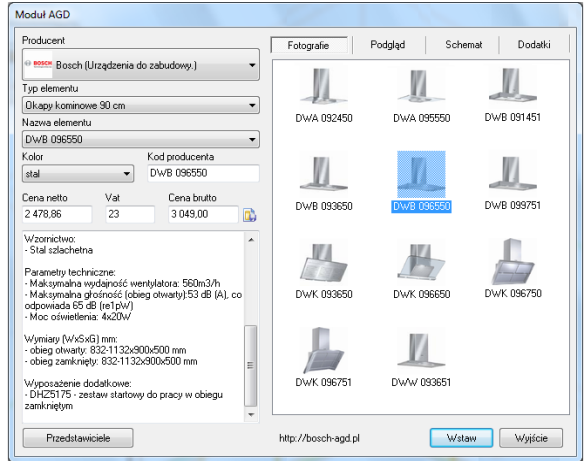 Moduł AGD
Producent
BOSCH Bosch (Urządzenia do zabudowy.)
Typ elementu
Okapy kominowe 90 cm
Nazwa elementu
DWB 096550
Kolor Kod producenta
stal DWB 096550
Cena netto Vat Cena brutto
2 478,86 23 3 049,00
Wzornictwo:
- Stal szlachetna
Parametry techniczne:
- Maksymalna wydajność wentylatora: 560m3/h
- Maksymalna głośność (obieg otwarty):53 dB (A), co
odpowiada 65 dB (re1pW)
- Moc oświetlenia: 4x20W
Wymiary (WxSxG) mm:
- obieg otwarty: 832-1132x900x500 mm
- obieg zamknięty: 832-1132x900x500 mm
Wyposażenie dodatkowe:
- DHZ5175 - zestaw startowy do pracy w obiegu
zamkniętym
Przedstawiciele
Fotografie Podgląd Schemat Dodatki
DWA 092450 DWA 095550 DWB 091451
DWB 093650 DWB 096550 DWB 099751
DWK 093650 DWK 096650 DWK 096750
DWK 096751 DWW 093651
http://bosch-agd.pl Wstaw Wyjście